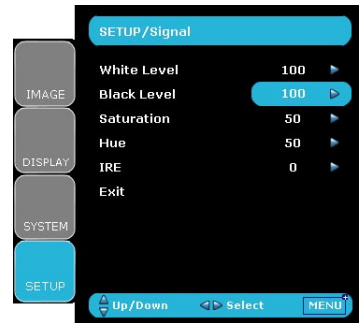 SETUP/Signal
IMAGE
DISPLAY
SYSTEM
SETUP
White Level 100
Black Level 100
Saturation 50
Hue 50
IRE 0
Exit
Up/Down Select MENU